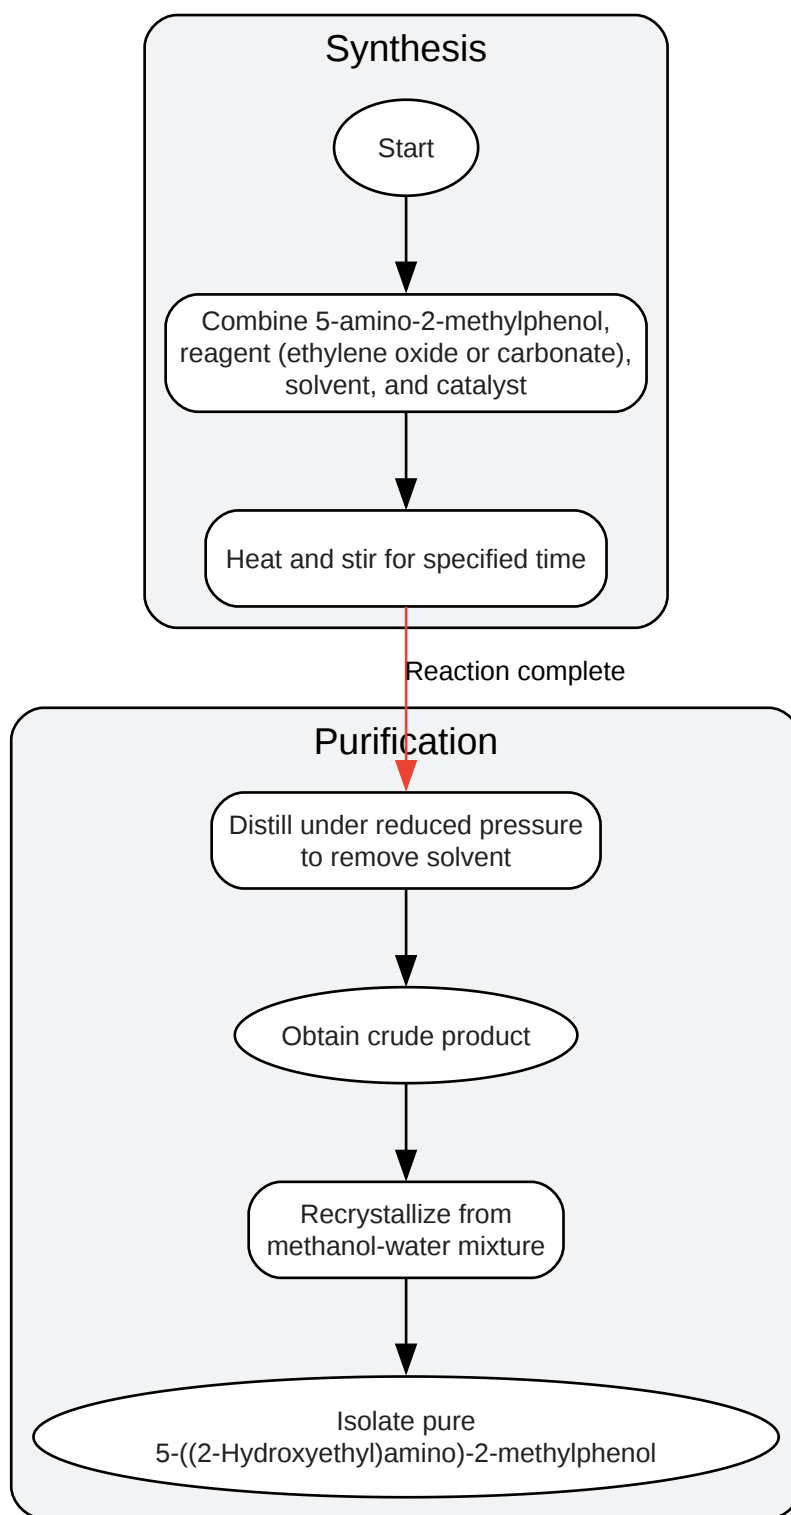 Synthesis
Start
Combine 5-amino-2-methylphenol,
reagent (ethylene oxide or carbonate),
solvent, and catalyst
Heat and stir for specified time
Reaction complete
Purification
Distill under reduced pressure
to remove solvent
Obtain crude product
Recrystallize from
methanol-water mixture
Isolate pure
5-((2-Hydroxyethyl)amino)-2-methylphenol